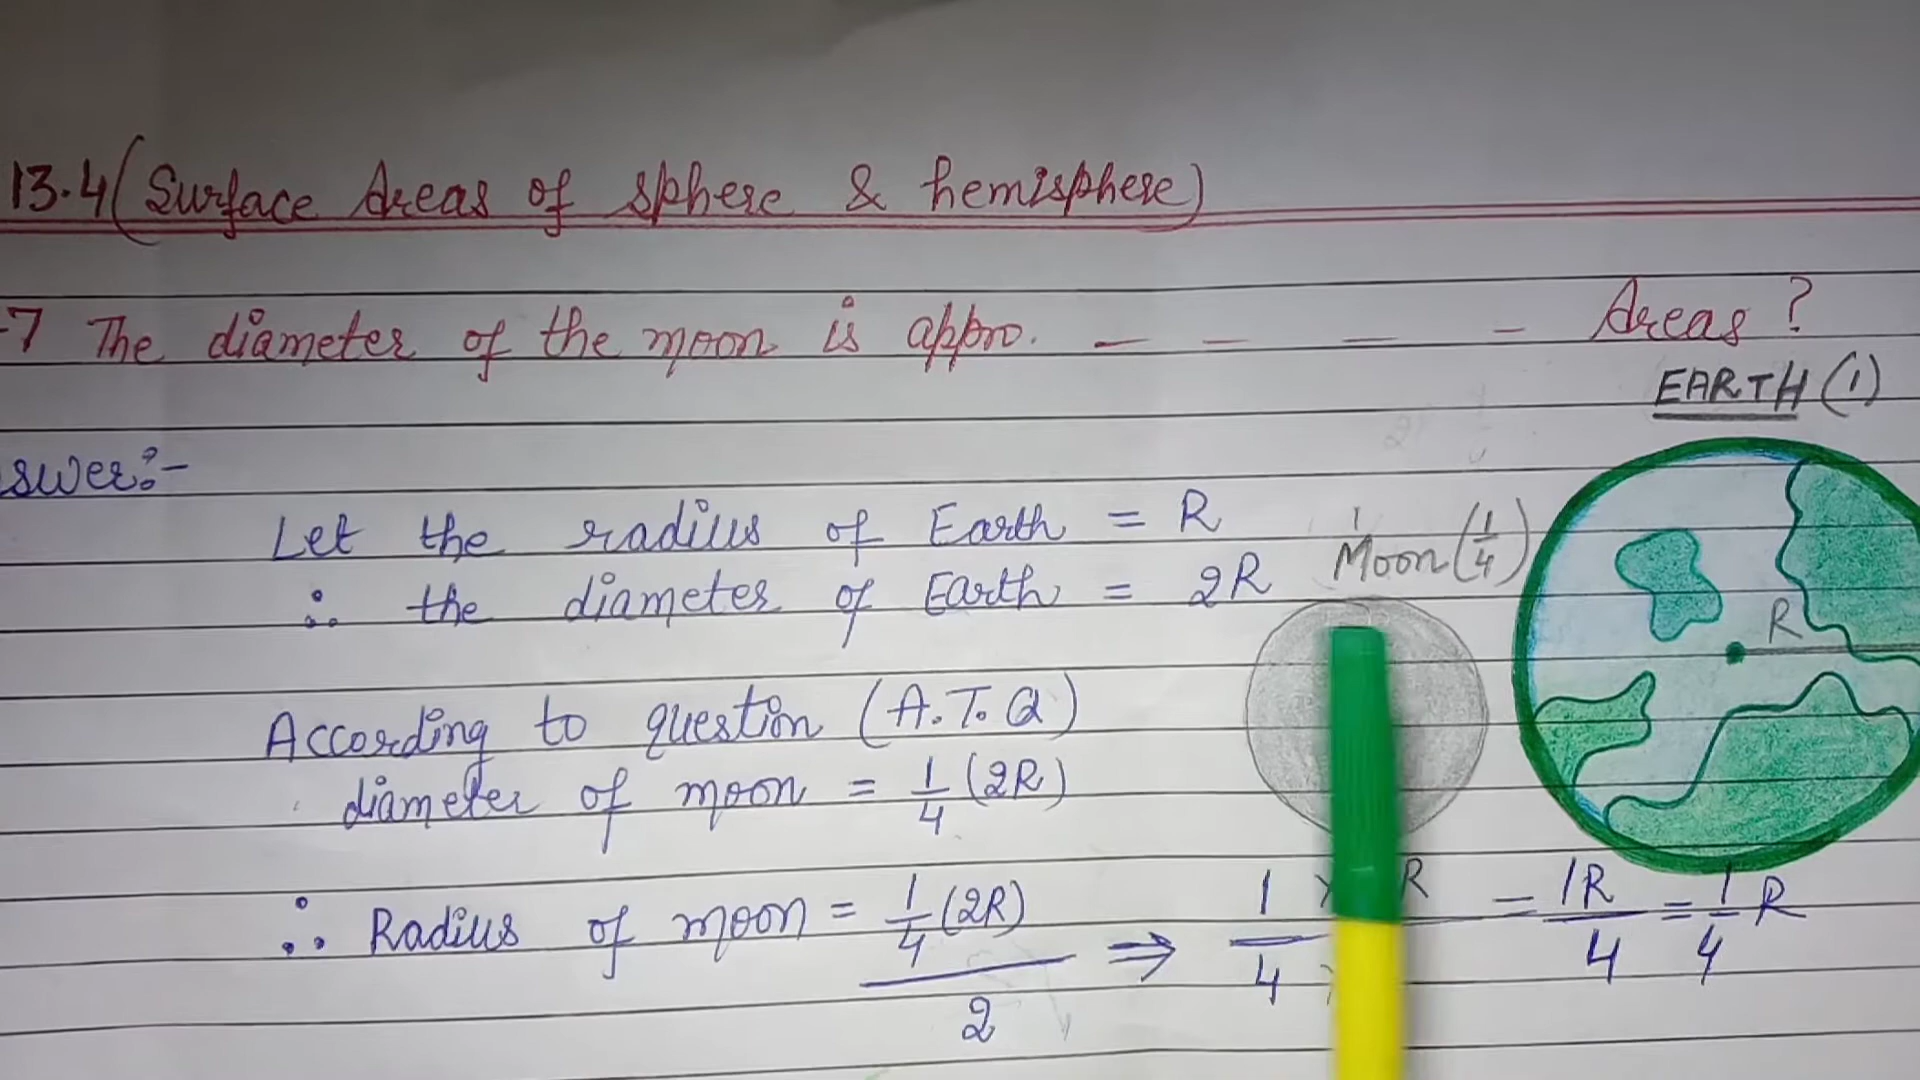 13.4 (Surface Areas of sphere & hemisphere)
-7 The diameter of the moon is appro. — — — — Areas?
EARTH (1)
swer:-
Let the radius of Earth = R
Moon (1/4)
∴ the diameter of Earth = 2R
R
According to question (A.T.Q)
diameter of moon = 1/4 (2R)
∴ Radius of moon = 1/4 (2R) / 2 ⇒ 1 R / 4 = 1R/4 = 1/4 R